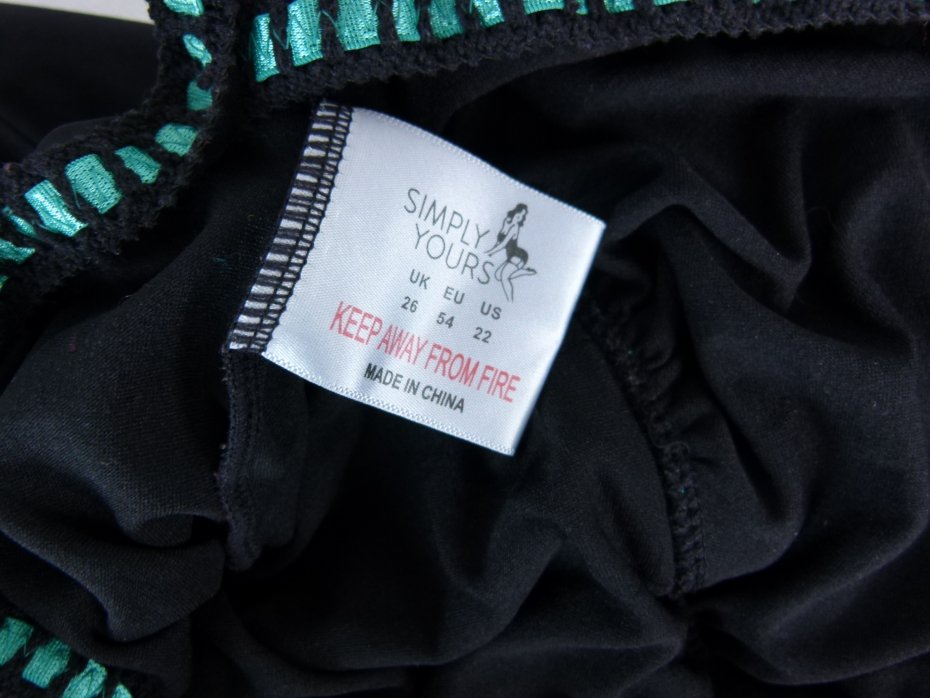 SIMPLY
YOURS
UK EU US
26 54 22
KEEP AWAY FROM FIRE
MADE IN CHINA